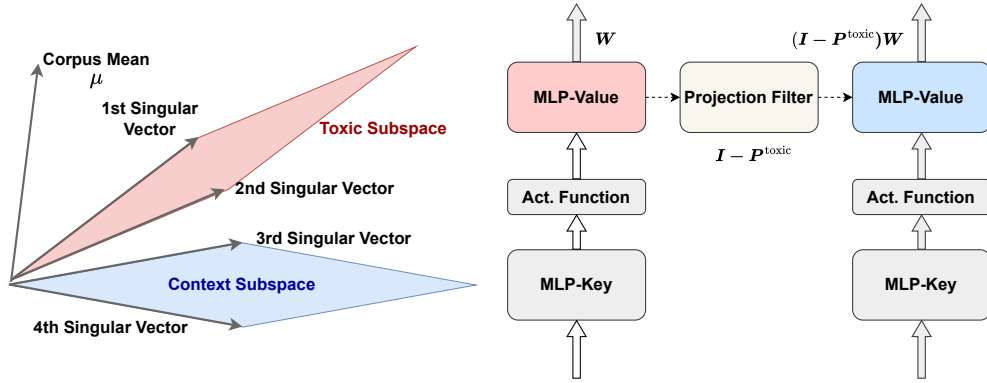 Corpus Mean
μ
1st Singular
Vector
Toxic Subspace
2nd Singular Vector
3rd Singular Vector
Context Subspace
4th Singular Vector
W
MLP-Value
Act. Function
MLP-Key
Projection Filter
I − P^toxic
(I − P^toxic)W
MLP-Value
Act. Function
MLP-Key